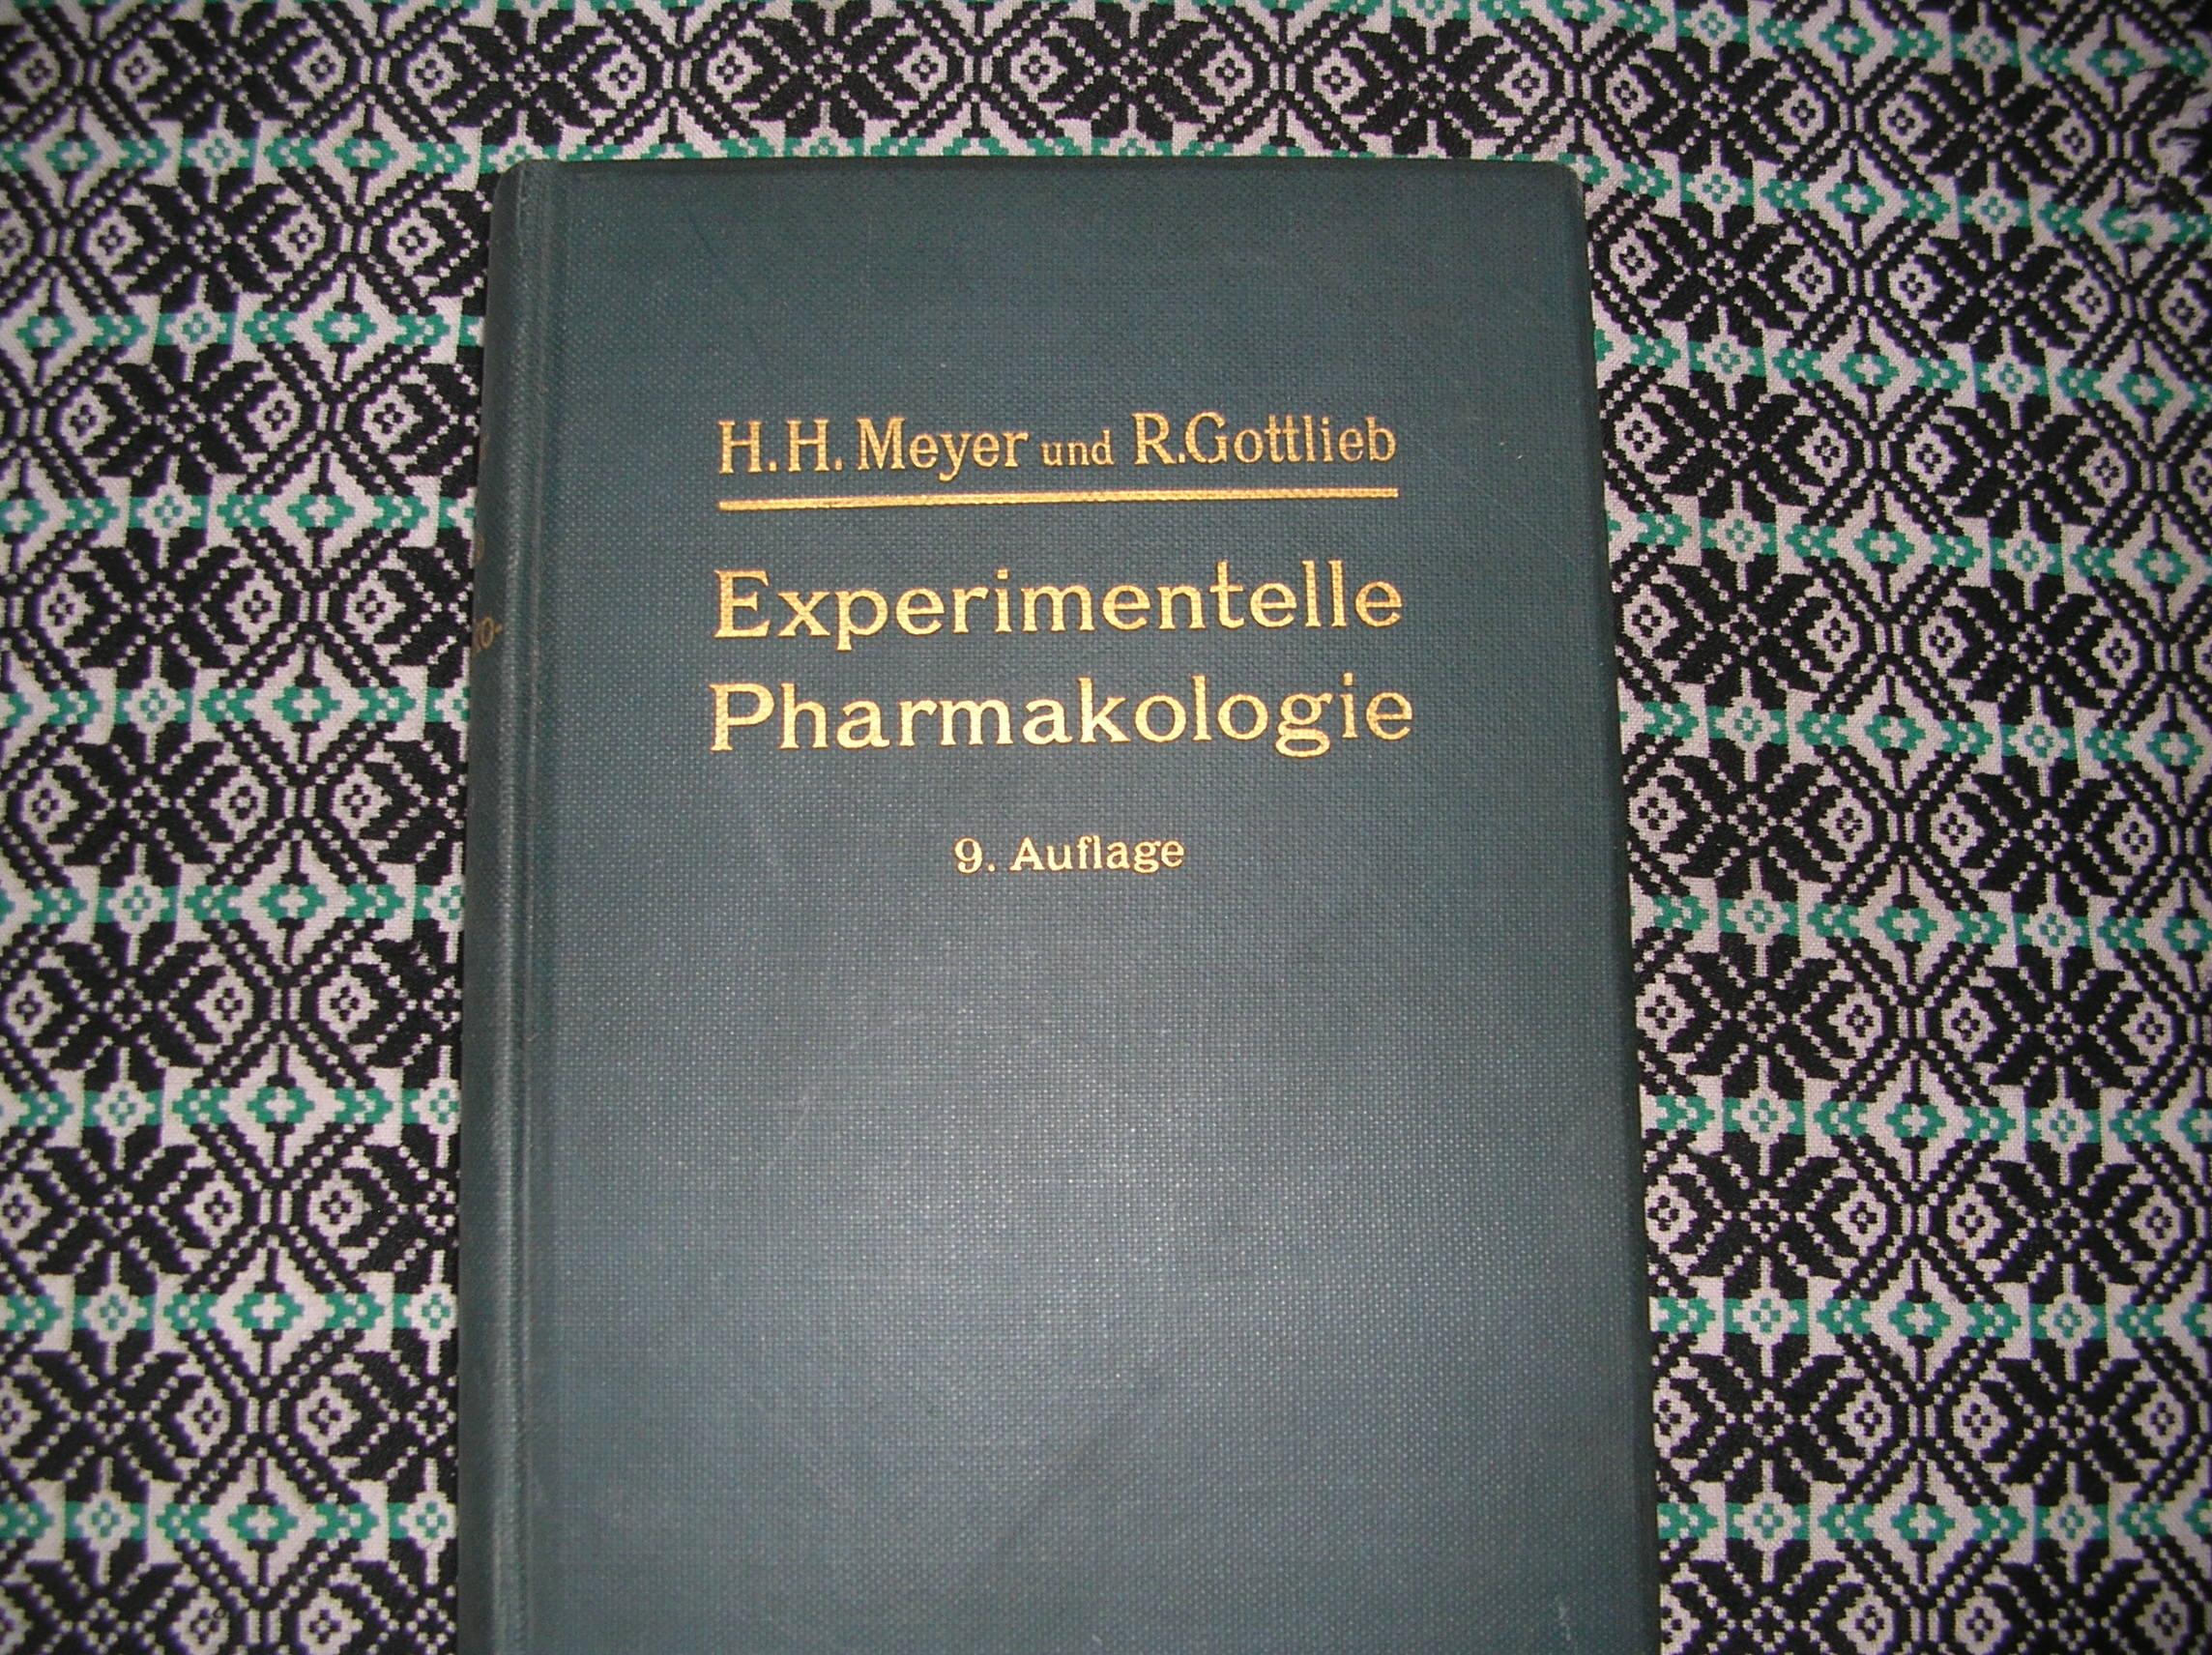 H. H. Meyer und R. Gottlieb
Experimentelle
Pharmakologie
9. Auflage